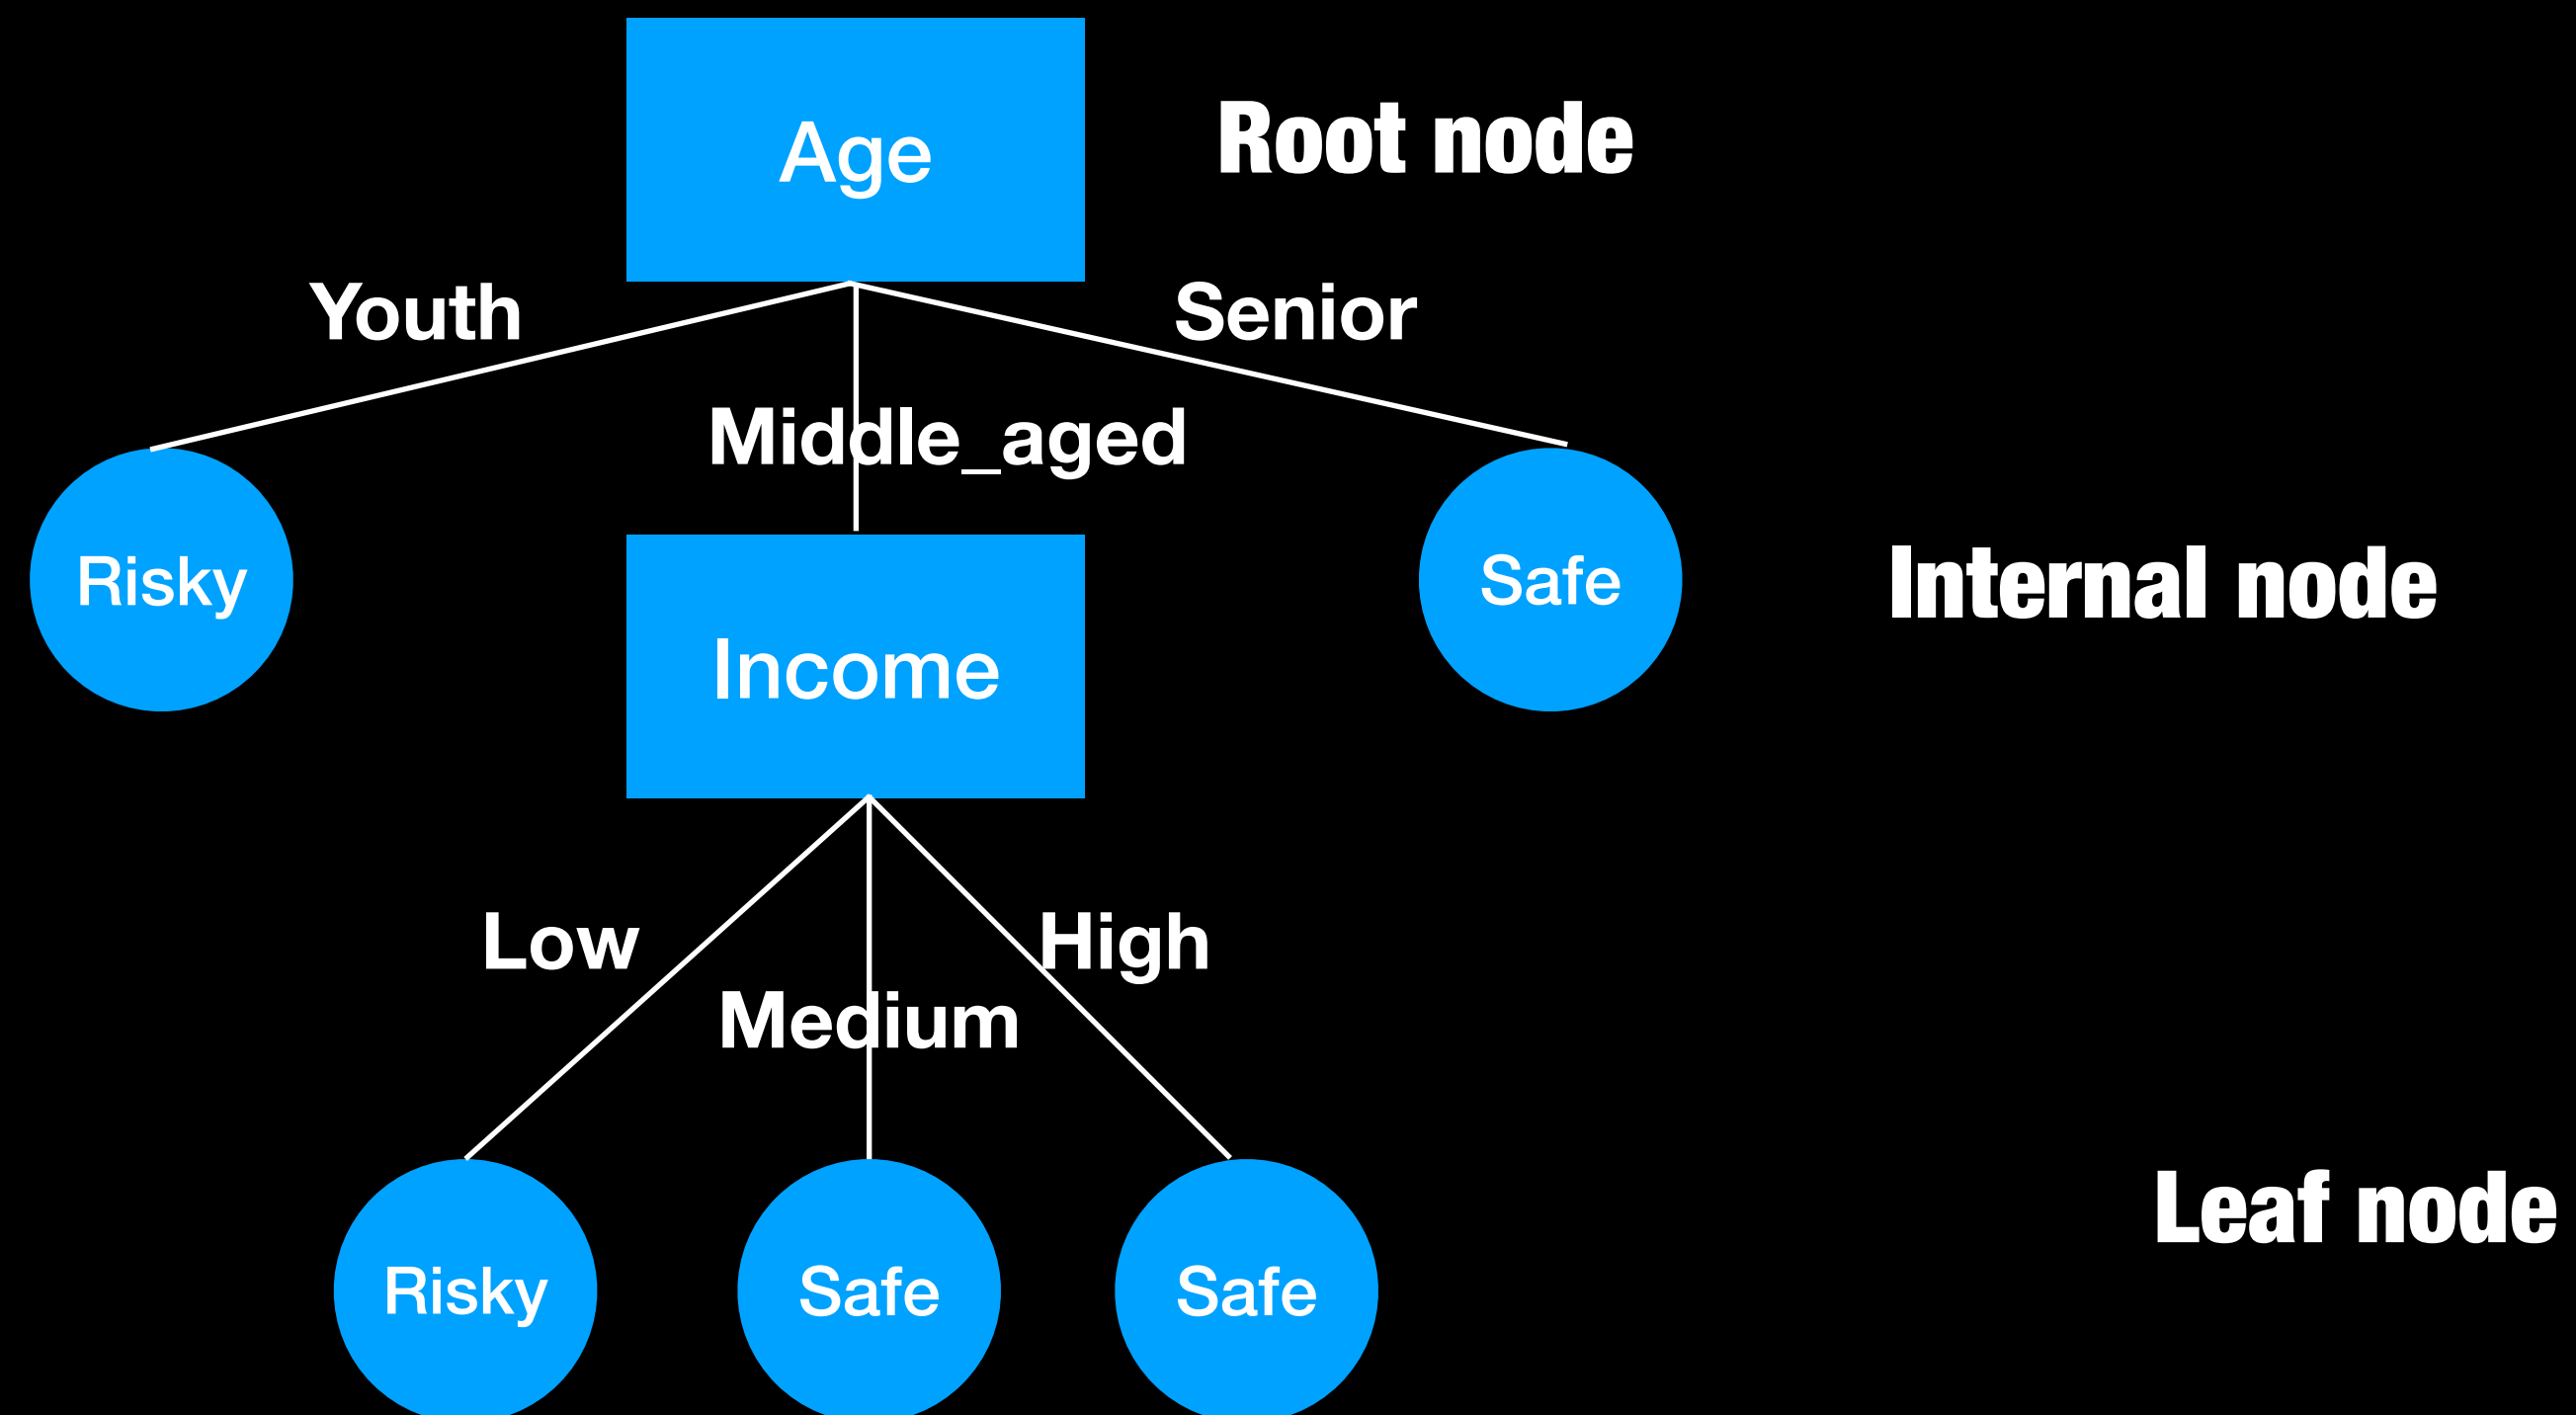 Age
Root node
Youth
Senior
Middle_aged
Risky
Safe
Internal node
Income
Low
High
Medium
Leaf node
Risky
Safe
Safe